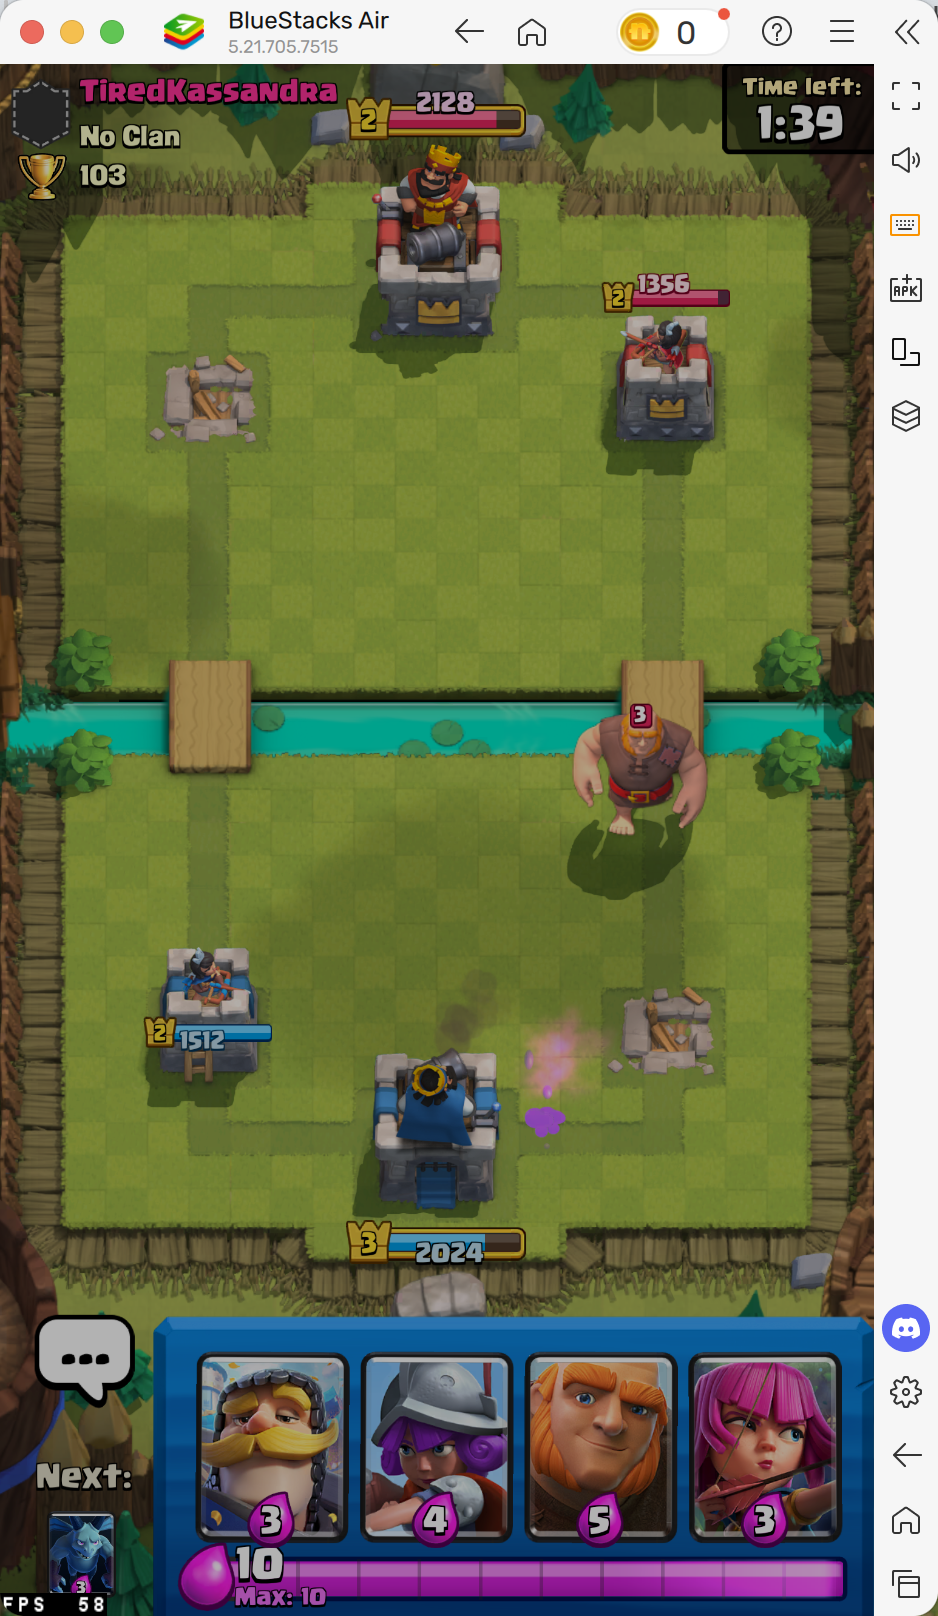 BlueStacks Air
5.21.705.7515
0
TiredKassandra
No Clan
103
2
2128
Time left:
1:39
2
1356
APK
3
2
1512
3
2024
...
Next:
3
3
4
5
3
10
Max: 10
FPS 58